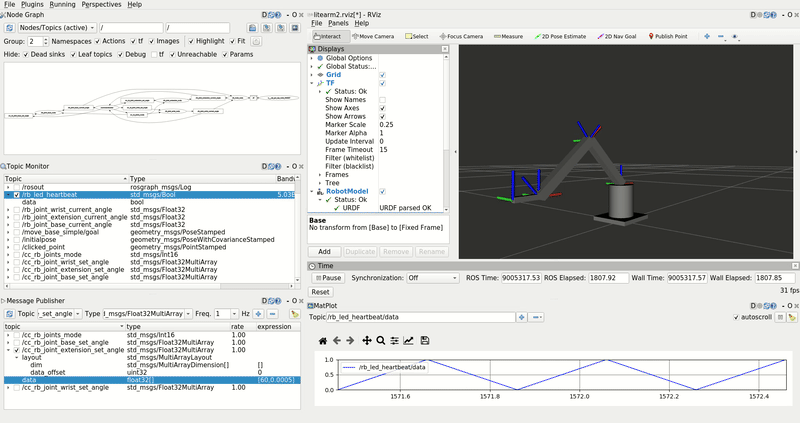 File Plugins Running Perspectives Help
Node Graph
Nodes/Topics (active) / /
Group: 2 Namespaces Actions tf Images Highlight Fit
Hide: Dead sinks Leaf topics Debug tf Unreachable Params
Topic Monitor
Topic Type Bandv
/rosout rosgraph_msgs/Log
/rb_led_heartbeat std_msgs/Bool 5.03B
data bool
/rb_joint_wrist_current_angle std_msgs/Float32
/rb_joint_extension_current_angle std_msgs/Float32
/rb_joint_base_current_angle std_msgs/Float32
/move_base_simple/goal geometry_msgs/PoseStamped
/initialpose geometry_msgs/PoseWithCovarianceStamped
/clicked_point geometry_msgs/PointStamped
/cc_rb_joints_mode std_msgs/Int16
/cc_rb_joint_wrist_set_angle std_msgs/Float32MultiArray
/cc_rb_joint_extension_set_angle std_msgs/Float32MultiArray
/cc_rb_joint_base_set_angle std_msgs/Float32MultiArray
Message Publisher
Topic _set_angle Type l_msgs/Float32MultiArray Freq. 1 Hz
topic type rate expression
/cc_rb_joints_mode std_msgs/Int16 1.00
/cc_rb_joint_base_set_angle std_msgs/Float32MultiArray 1.00
/cc_rb_joint_extension_set_angle std_msgs/Float32MultiArray 1.00
layout std_msgs/MultiArrayLayout
dim std_msgs/MultiArrayDimension[] []
data_offset uint32 0
data float32[] [60,0.0005]
/cc_rb_joint_wrist_set_angle std_msgs/Float32MultiArray 1.00
litearm2.rviz[*] - RViz
File Panels Help
Interact Move Camera Select Focus Camera Measure 2D Pose Estimate 2D Nav Goal Publish Point
Displays
Global Options
Global Status:...
Grid
TF
Status: Ok
Show Names
Show Axes
Show Arrows
Marker Scale 0.25
Marker Alpha 1
Update Interval 0
Frame Timeout 15
Filter (whitelist)
Filter (blacklist)
Frames
Tree
RobotModel
Status: Ok
URDF URDF parsed OK
Base
No transform from [Base] to [Fixed Frame]
Add Duplicate Remove Rename
Time
Pause Synchronization: Off ROS Time: 9005317.53 ROS Elapsed: 1807.92 Wall Time: 9005317.57 Wall Elapsed: 1807.85
Reset 31 fps
MatPlot
Topic /rb_led_heartbeat/data autoscroll
1.0
/rb_led_heartbeat/data
0.5
0.0
1571.6 1571.8 1572.0 1572.2 1572.4